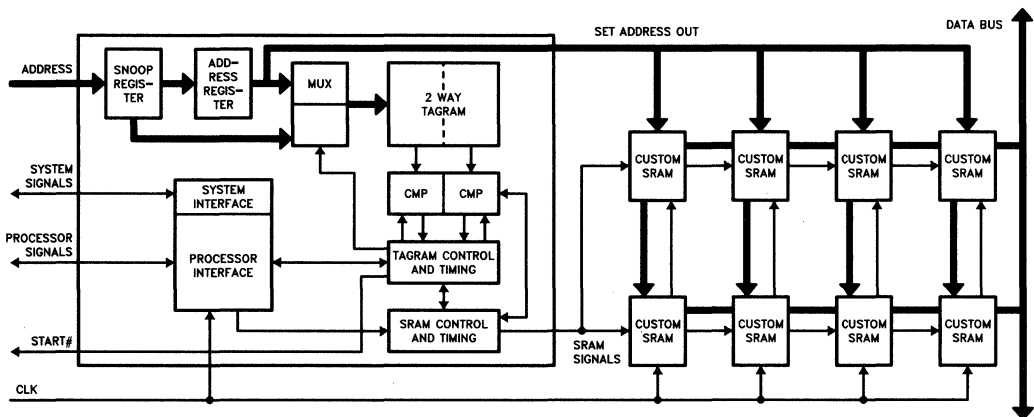 SET ADDRESS OUT
DATA BUS
ADDRESS
SNOOP
REGIS-
TER
AD-
DRESS
REGIS-
TER
MUX
2 WAY
TAGRAM
SYSTEM
SIGNALS
SYSTEM
INTERFACE
CMP
CMP
CUSTOM
SRAM
CUSTOM
SRAM
CUSTOM
SRAM
CUSTOM
SRAM
PROCESSOR
SIGNALS
PROCESSOR
INTERFACE
TAGRAM CONTROL
AND TIMING
START#
SRAM CONTROL
AND TIMING
SRAM
SIGNALS
CUSTOM
SRAM
CUSTOM
SRAM
CUSTOM
SRAM
CUSTOM
SRAM
CLK